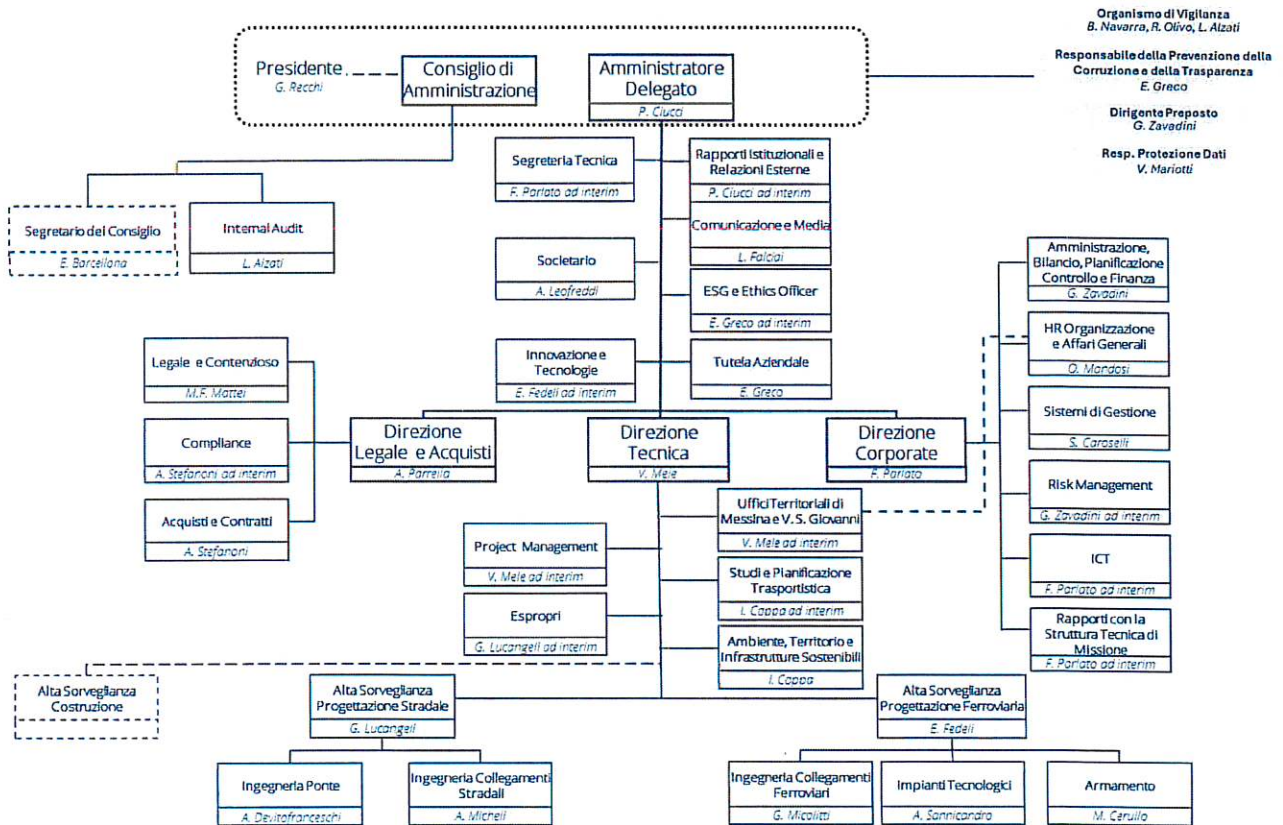 Organismo di Vigilanza
B. Navarra, R. Olivo, L. Alzati
Responsabile della Prevenzione della
Corruzione e della Trasparenza
E. Greco
Dirigente Preposto
G. Zavadini
Resp. Protezione Dati
V. Mariotti
Presidente
G. Recchi
Consiglio di
Amministrazione
Amministratore
Delegato
P. Ciucci
Segreteria Tecnica
F. Parlato ad interim
Rapporti Istituzionali e
Relazioni Esterne
P. Ciucci ad interim
Segretario del Consiglio
E. Barcellona
Internal Audit
L. Alzati
Comunicazione e Media
L. Falciai
Societario
A. Leofreddi
ESG e Ethics Officer
E. Greco ad interim
Innovazione e
Tecnologie
E. Fedeli ad interim
Tutela Aziendale
E. Greco
Amministrazione,
Bilancio, Pianificazione
Controllo e Finanza
G. Zavadini
HR Organizzazione
e Affari Generali
O. Mandosi
Sistemi di Gestione
S. Caroselli
Risk Management
G. Zavadini ad interim
ICT
F. Parlato ad interim
Rapporti con la
Struttura Tecnica di
Missione
F. Parlato ad interim
Legale e Contenzioso
M.F. Mattei
Compliance
A. Stefanoni ad interim
Acquisti e Contratti
A. Stefanoni
Direzione
Legale e Acquisti
A. Parrella
Direzione
Tecnica
V. Mele
Direzione
Corporate
F. Parlato
Uffici Territoriali di
Messina e V.S. Giovanni
V. Mele ad interim
Project Management
V. Mele ad interim
Studi e Pianificazione
Trasportistica
I. Coppa ad interim
Espropri
G. Lucangeli ad interim
Ambiente, Territorio e
Infrastrutture Sostenibili
I. Coppa
Alta Sorveglianza
Costruzione
Alta Sorveglianza
Progettazione Stradale
G. Lucangeli
Alta Sorveglianza
Progettazione Ferroviaria
E. Fedeli
Ingegneria Ponte
A. Devitofranceschi
Ingegneria Collegamenti
Stradali
A. Micheli
Ingegneria Collegamenti
Ferroviari
G. Micolitti
Impianti Tecnologici
A. Sannicandro
Armamento
M. Cerullo